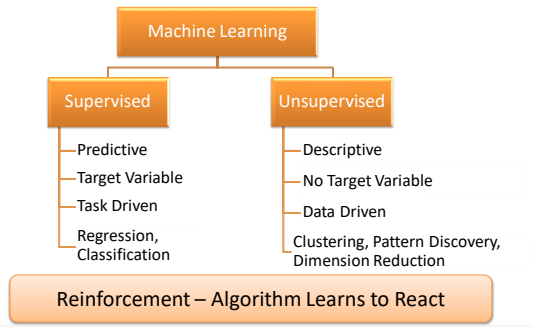 Machine Learning
Supervised
Predictive
Target Variable
Task Driven
Regression,
Classification
Unsupervised
Descriptive
No Target Variable
Data Driven
Clustering, Pattern Discovery,
Dimension Reduction
Reinforcement – Algorithm Learns to React